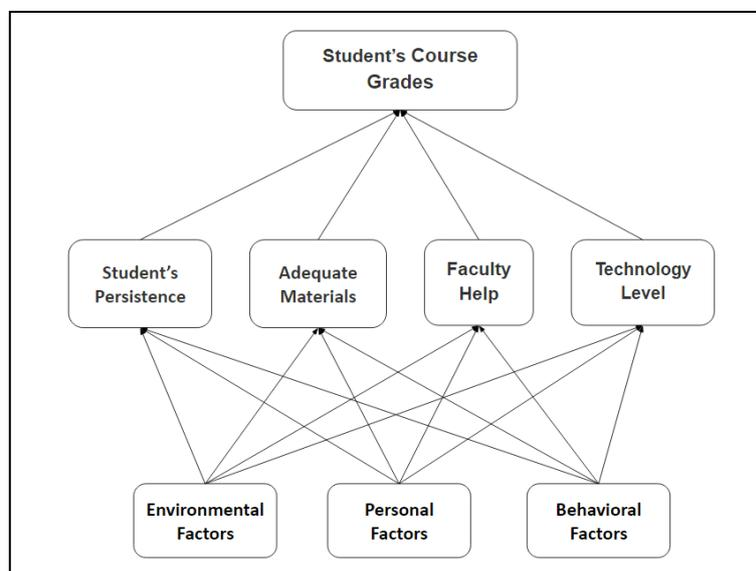 Student's Course
Grades
Student's
Persistence
Adequate
Materials
Faculty
Help
Technology
Level
Environmental
Factors
Personal
Factors
Behavioral
Factors